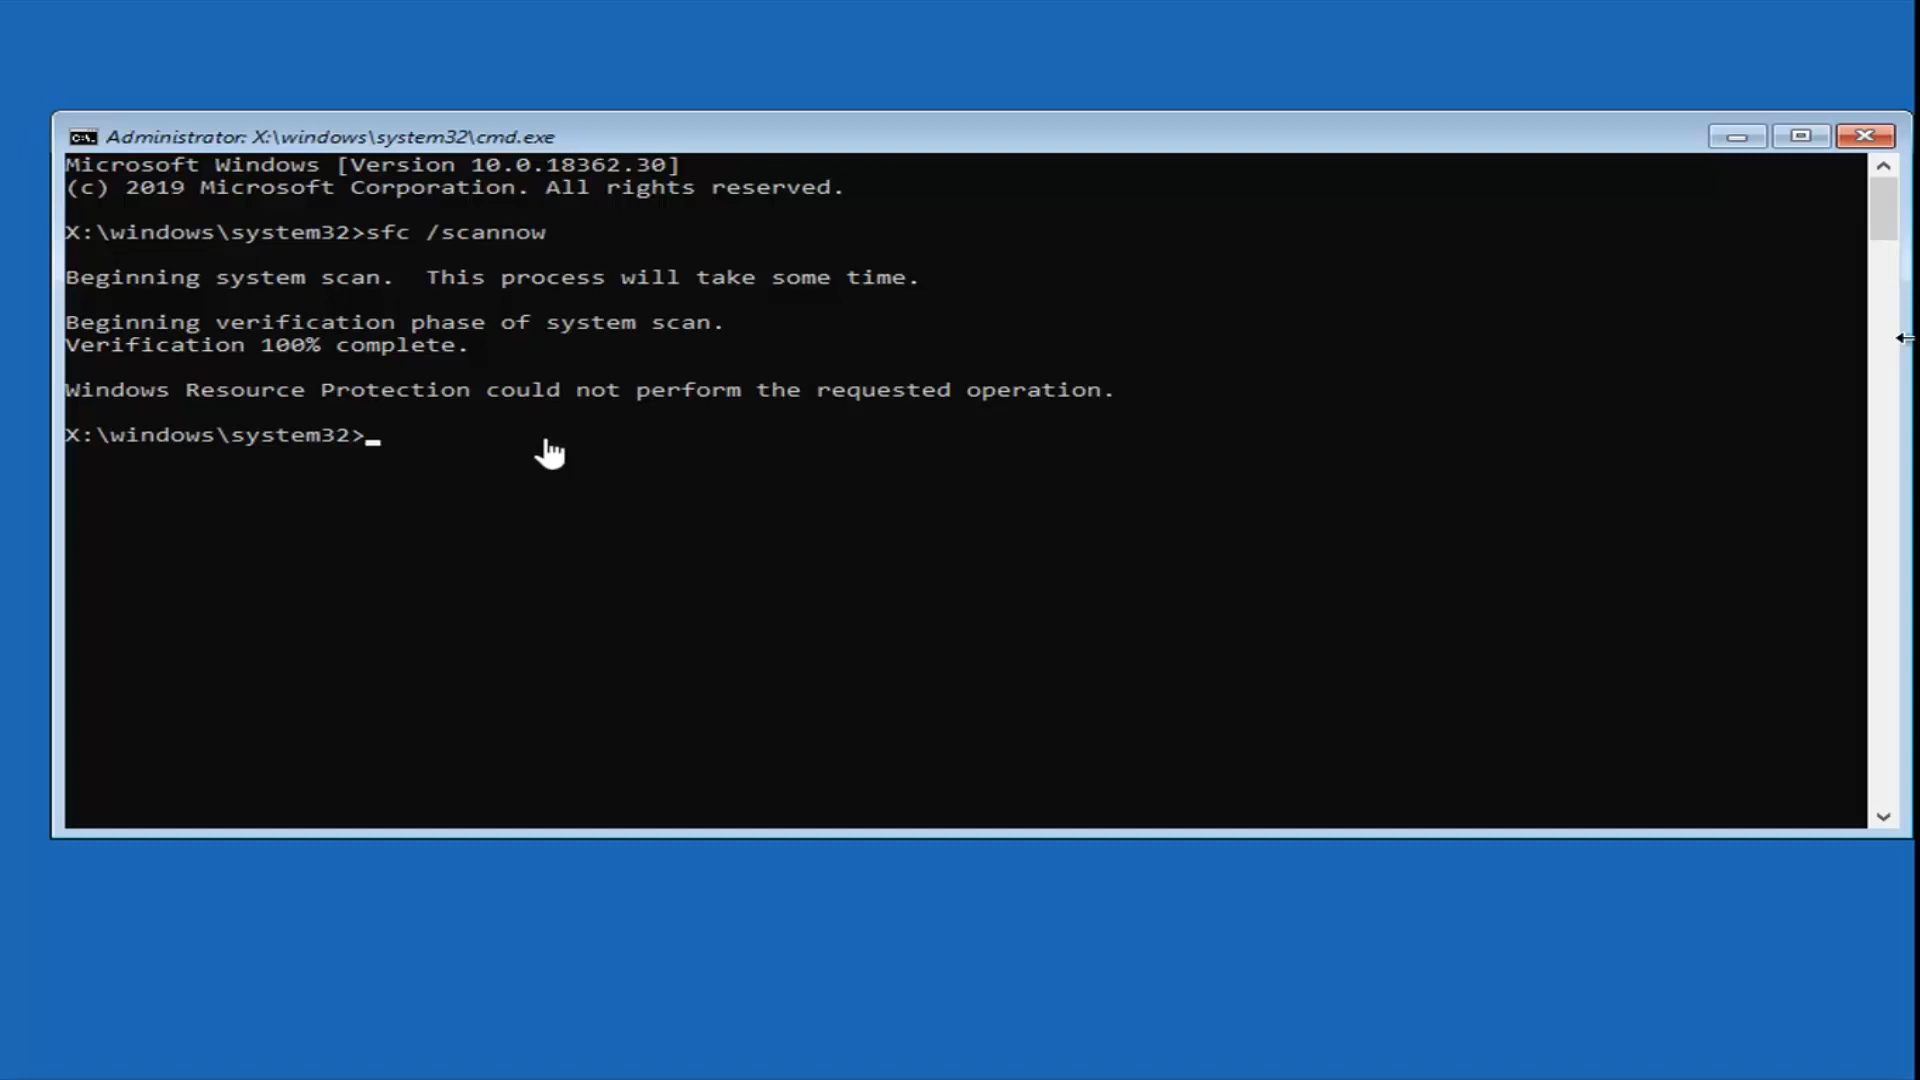 Administrator: X:\windows\system32\cmd.exe
Microsoft Windows [Version 10.0.18362.30]
(c) 2019 Microsoft Corporation. All rights reserved.
X:\windows\system32>sfc /scannow
Beginning system scan.  This process will take some time.
Beginning verification phase of system scan.
Verification 100% complete.
Windows Resource Protection could not perform the requested operation.
X:\windows\system32>